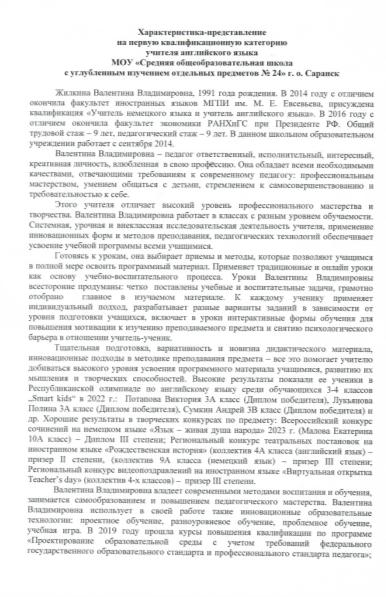 Характеристика-представление
на первую квалификационную категорию
учителя английского языка
МОУ «Средняя общеобразовательная школа
с углубленным изучением отдельных предметов № 24» г. о. Саранск
Жилкина Валентина Владимировна, 1991 года рождения. В 2014 году с отличием
окончила факультет иностранных языков МГПИ им. М. Е. Евсевьева, присуждена
квалификация «Учитель немецкого языка и учитель английского языка». В 2016 году с
отличием окончила факультет экономики РАНХиГС при Президенте РФ. Общий
трудовой стаж – 9 лет, педагогический стаж – 9 лет. В данном школьном образовательном
учреждении работает с сентября 2014.
Валентина Владимировна – педагог ответственный, исполнительный, интересный,
креативная личность, влюбленная в свою профессию. Она обладает всеми необходимыми
качествами, отвечающими требованиям к современному педагогу: профессиональным
мастерством, умением общаться с детьми, стремлением к самосовершенствованию и
требовательностью к себе.
Этого учителя отличает высокий уровень профессионального мастерства и
творчества. Валентина Владимировна работает в классах с разным уровнем обучаемости.
Системная, урочная и внеклассная исследовательская деятельность учителя, применение
инновационных форм и методов преподавания, педагогических технологий обеспечивает
усвоение учебной программы всеми учащимися.
Готовясь к урокам, она выбирает приемы и методы, которые позволяют учащимся
в полной мере освоить программный материал. Применяет традиционные и онлайн уроки
как основу учебно-воспитательного процесса. Уроки Валентины Владимировны
всесторонне продуманы: четко поставлены учебные и воспитательные задачи, грамотно
отобрано главное в изучаемом материале. К каждому ученику применяет
индивидуальный подход, разрабатывает разные варианты заданий в зависимости от
уровня подготовки учащихся, включает в уроки интерактивные формы обучения для
повышения мотивации к изучению преподаваемого предмета и снятию психологического
барьера в отношении учитель-ученик.
Тщательная подготовка, вариативность и новизна дидактического материала,
инновационные подходы в методике преподавания предмета – все это помогает учителю
добиваться высокого уровня усвоения программного материала учащимися, развитию их
мышления и творческих способностей. Высокие результаты показали ее ученики в
Республиканской олимпиаде по английскому языку среди обучающихся 3-4 классов
„Smart kids“ в 2022 г.: Потапова Виктория 3А класс (Диплом победителя), Лукьянова
Полина 3А класс (Диплом победителя), Сумкин Андрей 3В класс (Диплом победителя) и
др. Хорошие результаты в творческих конкурсах по предмету: Всероссийский конкурс
сочинений на немецком языке «Язык – живая душа народа» 2023 г. (Малова Екатерина
10А класс) – Диплом III степени; Региональный конкурс театральных постановок на
иностранном языке «Рождественская история» (коллектив 4А класса (английский язык) –
призер II степени), (коллектив 9А класса (немецкий язык) – призер III степени;
Региональный конкурс видеопоздравлений на иностранном языке «Виртуальная открытка
Teacher’s day» (коллектив 4-х классов) – призер III степени.
Валентина Владимировна владеет современными методами воспитания и обучения,
занимается самообразованием и повышением педагогического мастерства. Валентина
Владимировна использует в своей работе такие инновационные образовательные
технологии: проектное обучение, разноуровневое обучение, проблемное обучение,
учебная игра. В 2019 году прошла курсы повышения квалификации по программе
«Проектирование образовательной среды с учетом требований федерального
государственного образовательного стандарта и профессионального стандарта педагога»;